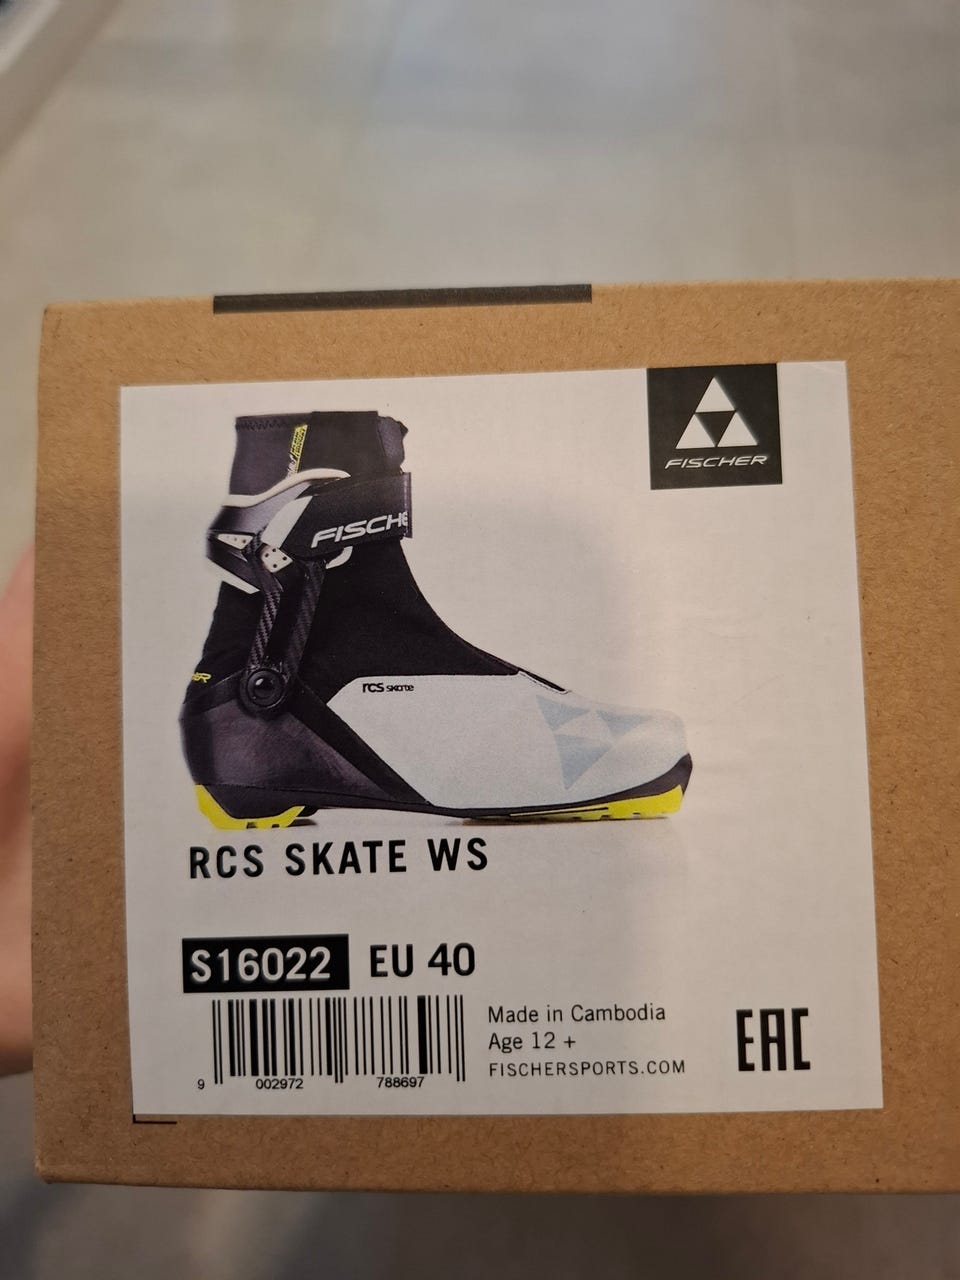 FISCHER
FISCHE
rcs skate
RCS SKATE WS
S16022 EU 40
Made in Cambodia
Age 12 +
FISCHERSPORTS.COM
EAC
9 002972 788697